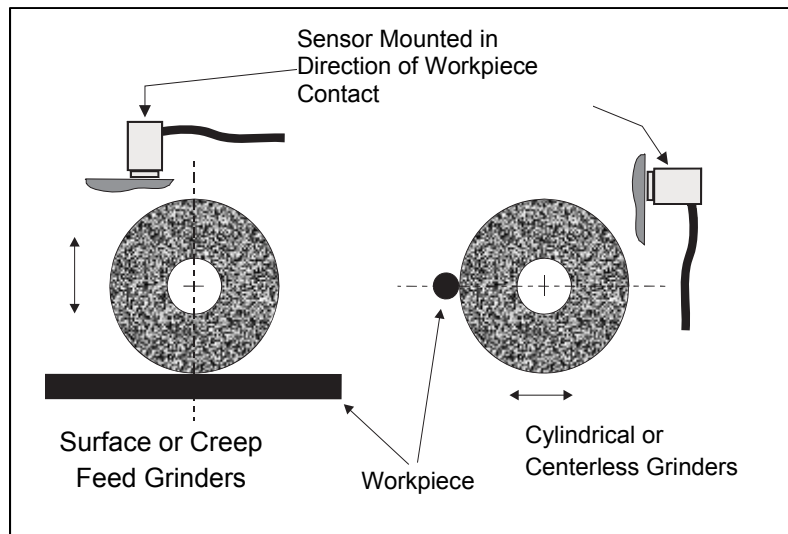 Sensor Mounted in
Direction of Workpiece
Contact
Surface or Creep
Feed Grinders
Workpiece
Cylindrical or
Centerless Grinders